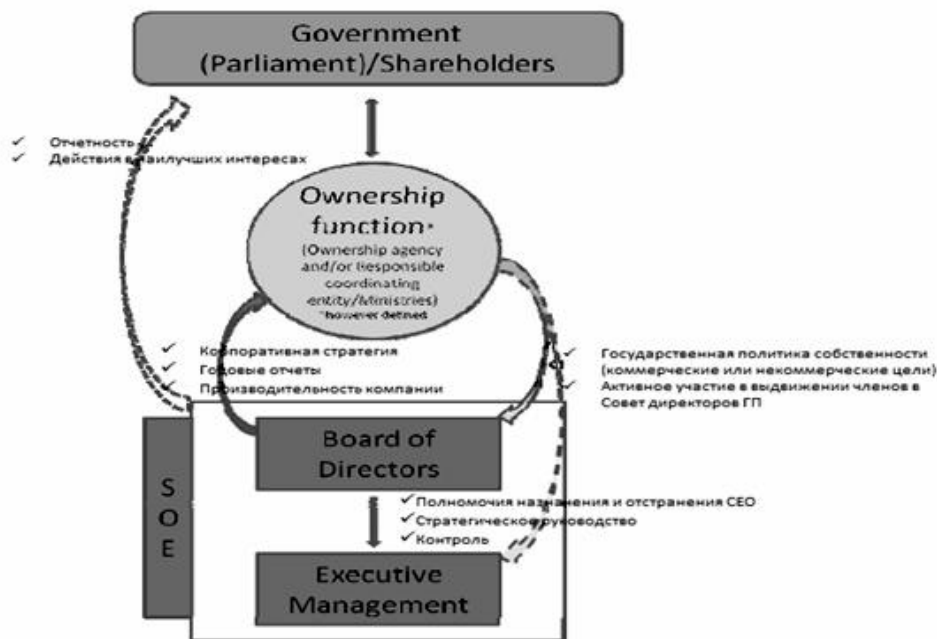 Government
(Parliament)/Shareholders
✓ Отчетность
✓ Действия в наилучших интересах
Ownership
function*
(Ownership agency
and/or Responsible
coordinating
entity/Ministries)
*however defined
✓ Корпоративная стратегия
✓ Годовые отчеты
✓ Производительность компании
✓ Государственная политика собственности
(коммерческие или некоммерческие цели)
✓ Активное участие в выдвижении членов в
Совет директоров ГП
SOE
Board of
Directors
✓ Полномочия назначения и отстранения СЕО
✓ Стратегическое руководство
✓ Контроль
Executive
Management